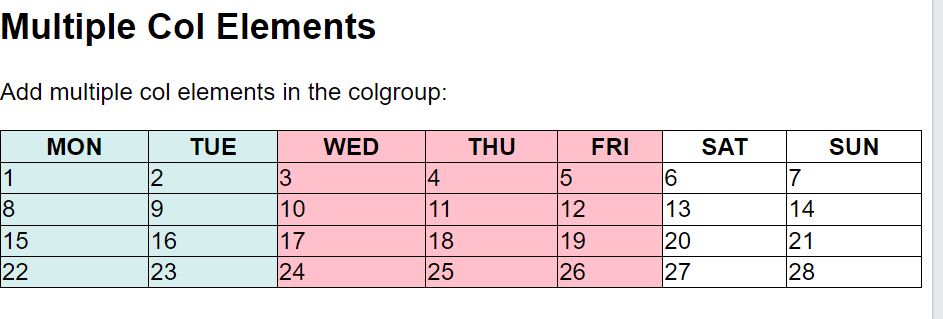 Multiple Col Elements
Add multiple col elements in the colgroup:
MON TUE WED THU FRI SAT SUN
1 2 3 4 5 6 7
8 9 10 11 12 13 14
15 16 17 18 19 20 21
22 23 24 25 26 27 28